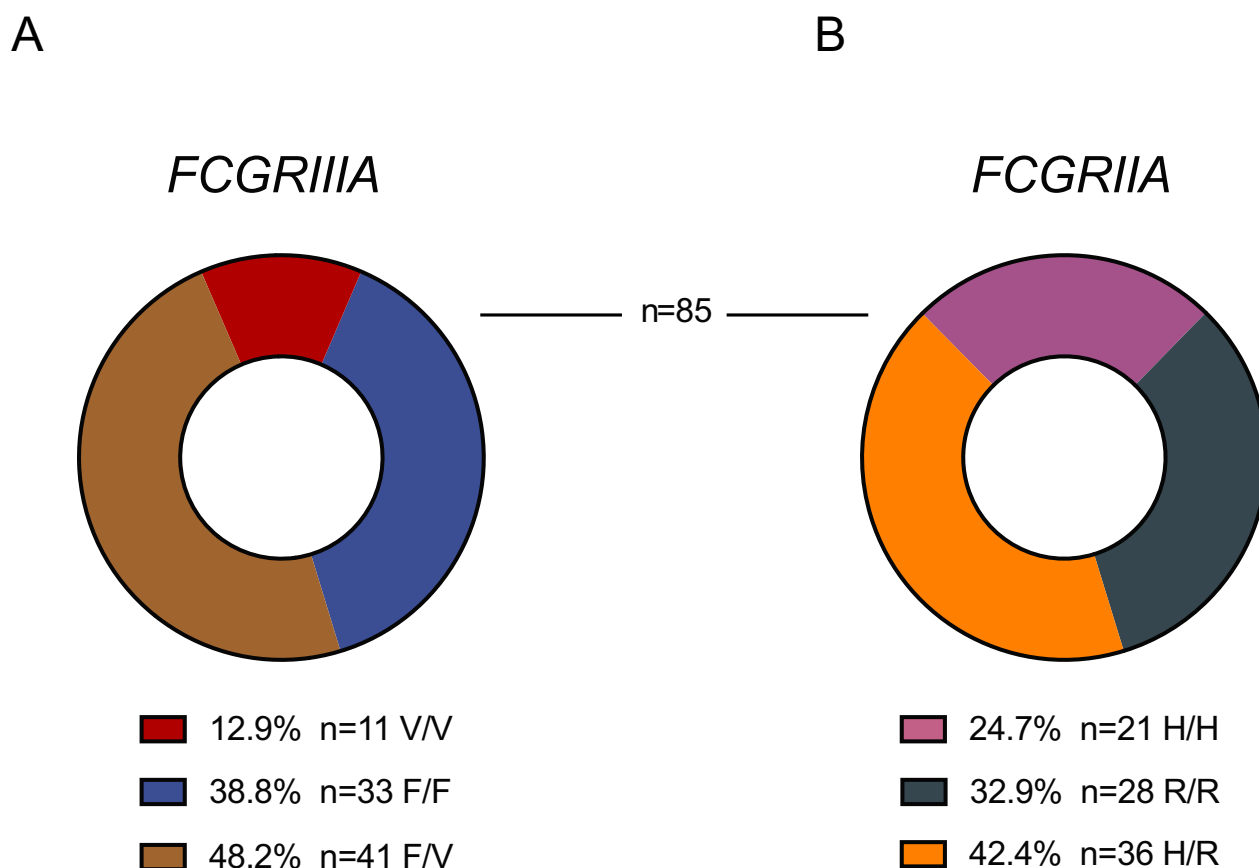 A
B
FCGRIIIA
FCGRIIA
n=85
12.9% n=11 V/V
38.8% n=33 F/F
48.2% n=41 F/V
24.7% n=21 H/H
32.9% n=28 R/R
42.4% n=36 H/R